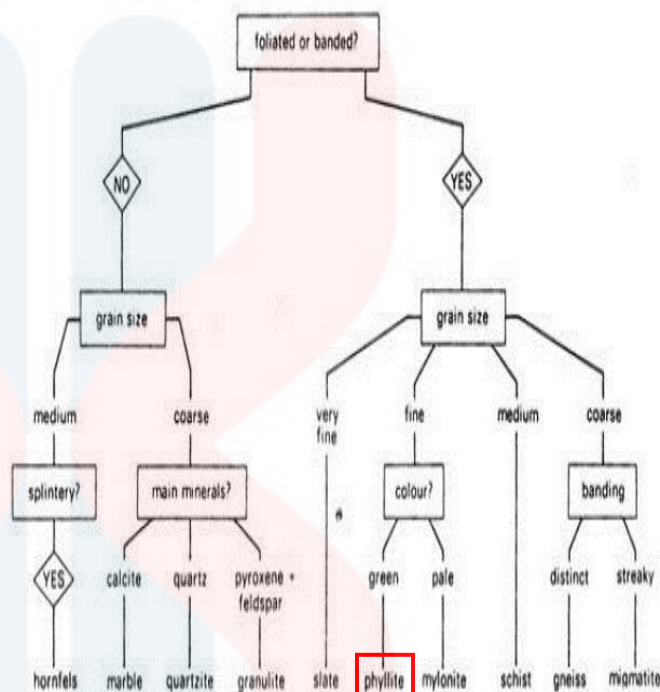 foliated or banded?
NO
YES
grain size
grain size
medium
coarse
very
fine
fine
medium
coarse
splintery?
main minerals?
colour?
banding
YES
calcite
quartz
pyroxene +
feldspar
green
pale
distinct
streaky
hornfels
marble
quartzite
granulite
slate
phyllite
mylonite
schist
gneiss
migmatite